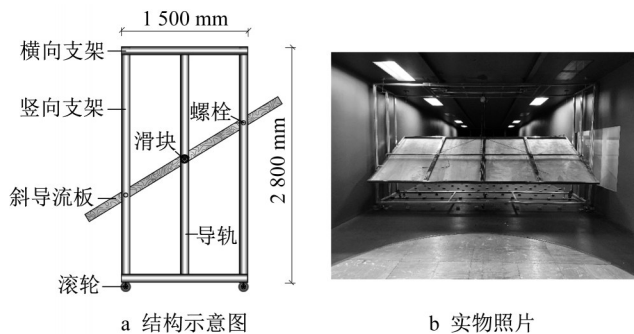 1 500 mm
横向支架
竖向支架
螺栓
滑块
2 800 mm
斜导流板
导轨
滚轮
a 结构示意图
b 实物照片